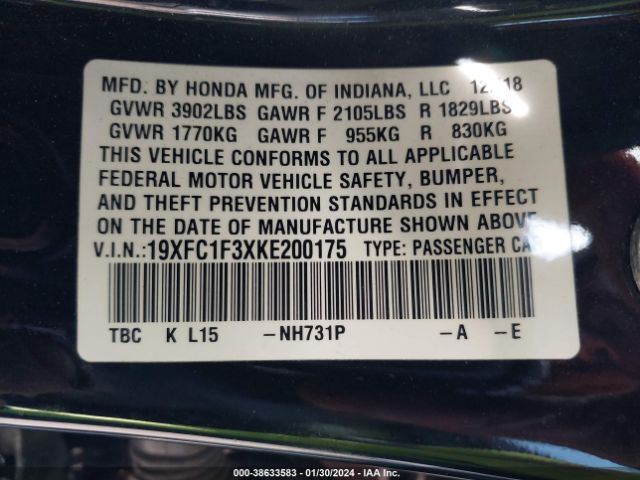 MFD. BY HONDA MFG. OF INDIANA, LLC 12/18
GVWR 3902LBS GAWR F 2105LBS R 1829LBS
GVWR 1770KG GAWR F 955KG R 830KG
THIS VEHICLE CONFORMS TO ALL APPLICABLE
FEDERAL MOTOR VEHICLE SAFETY, BUMPER,
AND THEFT PREVENTION STANDARDS IN EFFECT
ON THE DATE OF MANUFACTURE SHOWN ABOVE
V.I.N.: 19XFC1F3XKE200175 TYPE: PASSENGER CAR
TBC K L15 -NH731P -A -E
000-38633583 - 01/30/2024 - IAA Inc.